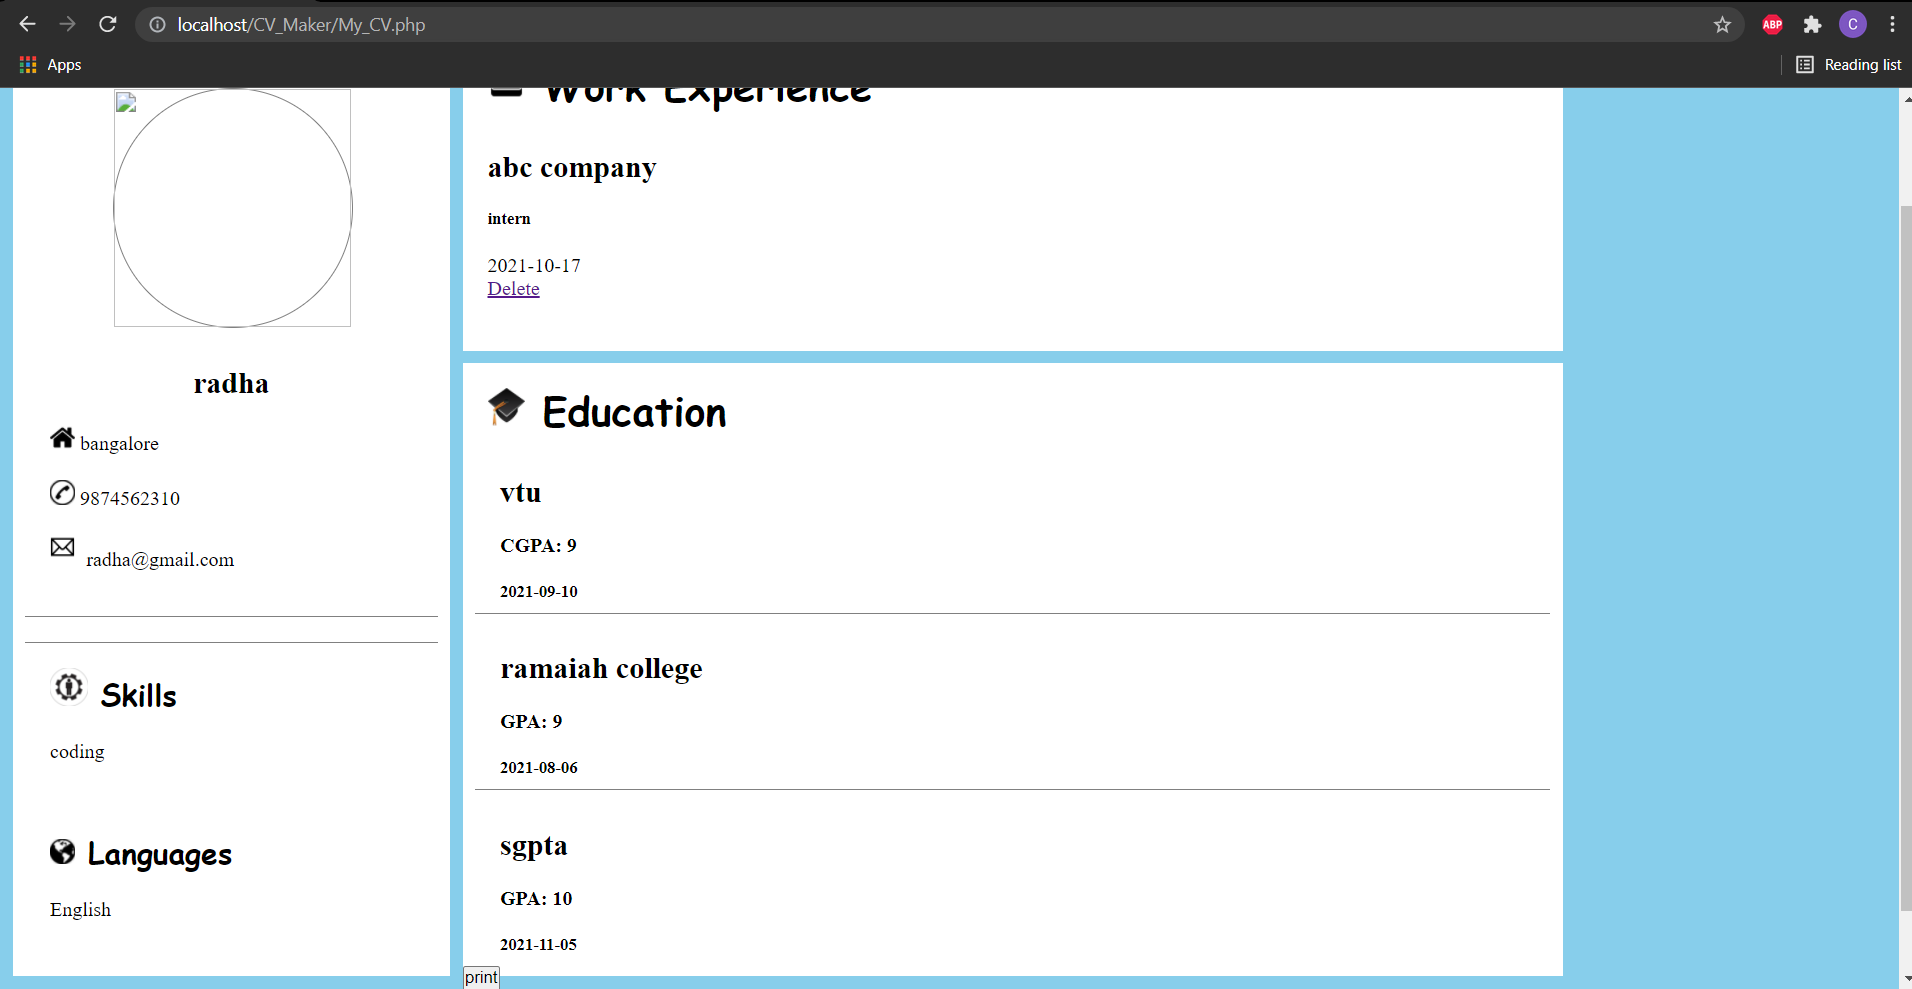 localhost/CV_Maker/My_CV.php
ABP
C
Apps
Reading list
radha
bangalore
9874562310
radha@gmail.com
Skills
coding
Languages
English
Work Experience
abc company
intern
2021-10-17
Delete
Education
vtu
CGPA: 9
2021-09-10
ramaiah college
GPA: 9
2021-08-06
sgpta
GPA: 10
2021-11-05
print